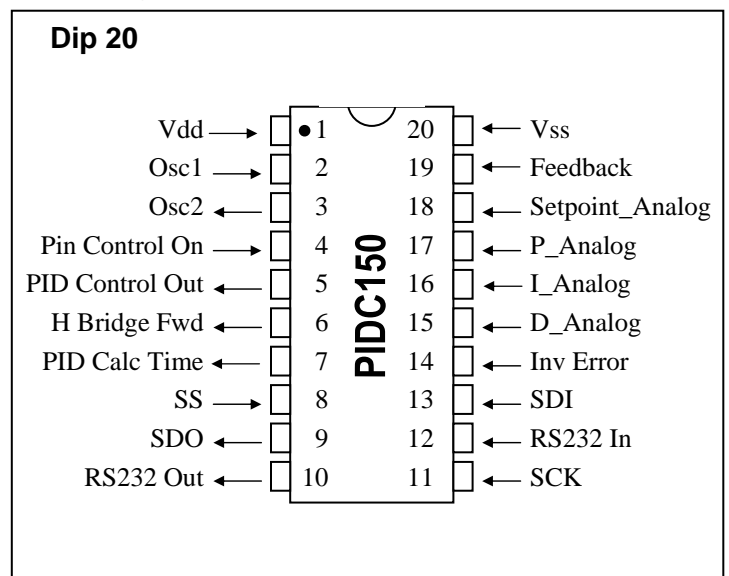 Dip 20
Vdd 1 20 Vss
Osc1 2 19 Feedback
Osc2 3 18 Setpoint_Analog
Pin Control On 4 17 P_Analog
PID Control Out 5 16 I_Analog
H Bridge Fwd 6 15 D_Analog
PID Calc Time 7 14 Inv Error
SS 8 13 SDI
SDO 9 12 RS232 In
RS232 Out 10 11 SCK
PIDC150